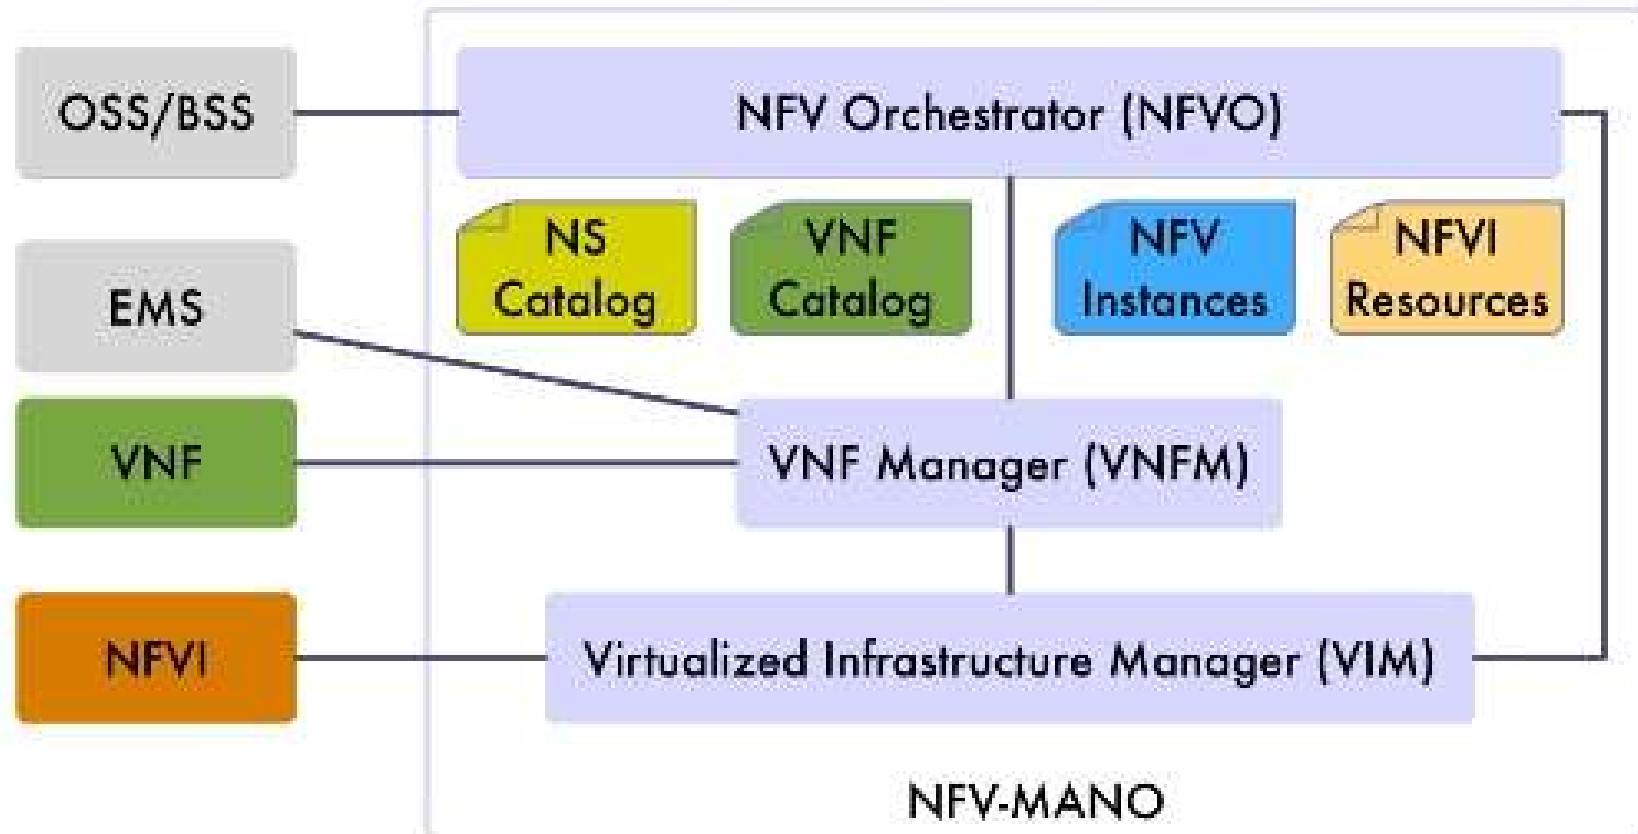 OSS/BSS
NFV Orchestrator (NFVO)
NS
Catalog
VNF
Catalog
NFV
Instances
NFVI
Resources
EMS
VNF
VNF Manager (VNFM)
NFVI
Virtualized Infrastructure Manager (VIM)
NFV-MANO